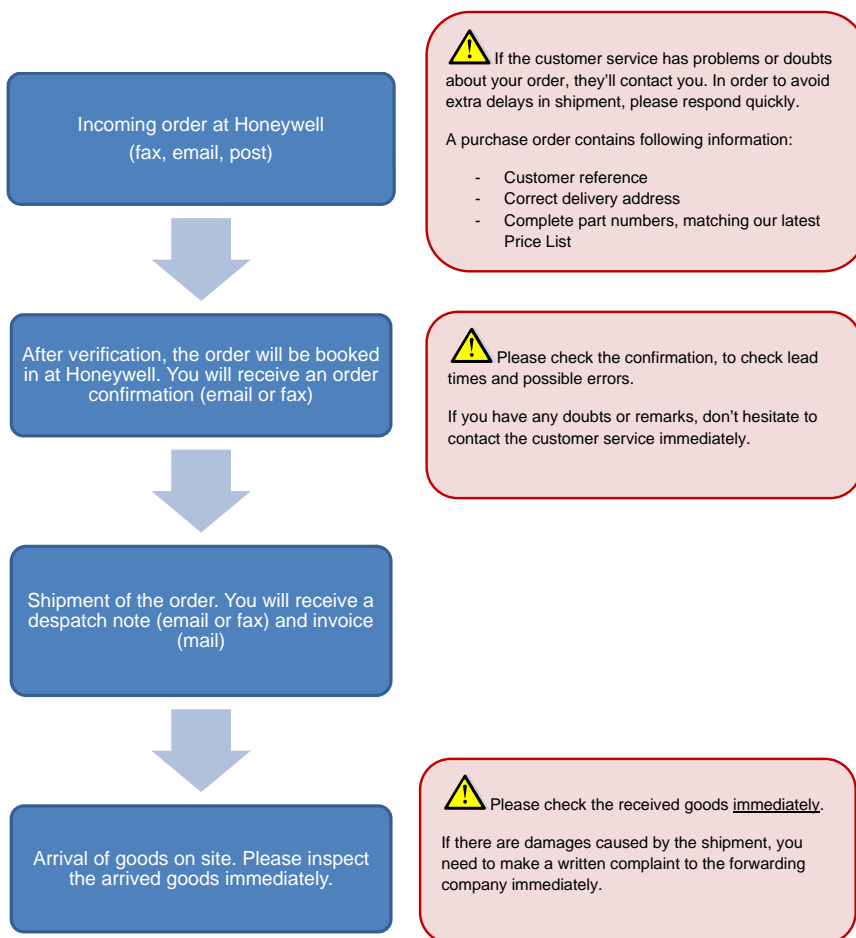 Incoming order at Honeywell
(fax, email, post)
If the customer service has problems or doubts
about your order, they'll contact you. In order to avoid
extra delays in shipment, please respond quickly.
A purchase order contains following information:
- Customer reference
- Correct delivery address
- Complete part numbers, matching our latest
Price List
After verification, the order will be booked
in at Honeywell. You will receive an order
confirmation (email or fax)
Please check the confirmation, to check lead
times and possible errors.
If you have any doubts or remarks, don't hesitate to
contact the customer service immediately.
Shipment of the order. You will receive a
despatch note (email or fax) and invoice
(mail)
Arrival of goods on site. Please inspect
the arrived goods immediately.
Please check the received goods immediately.
If there are damages caused by the shipment, you
need to make a written complaint to the forwarding
company immediately.